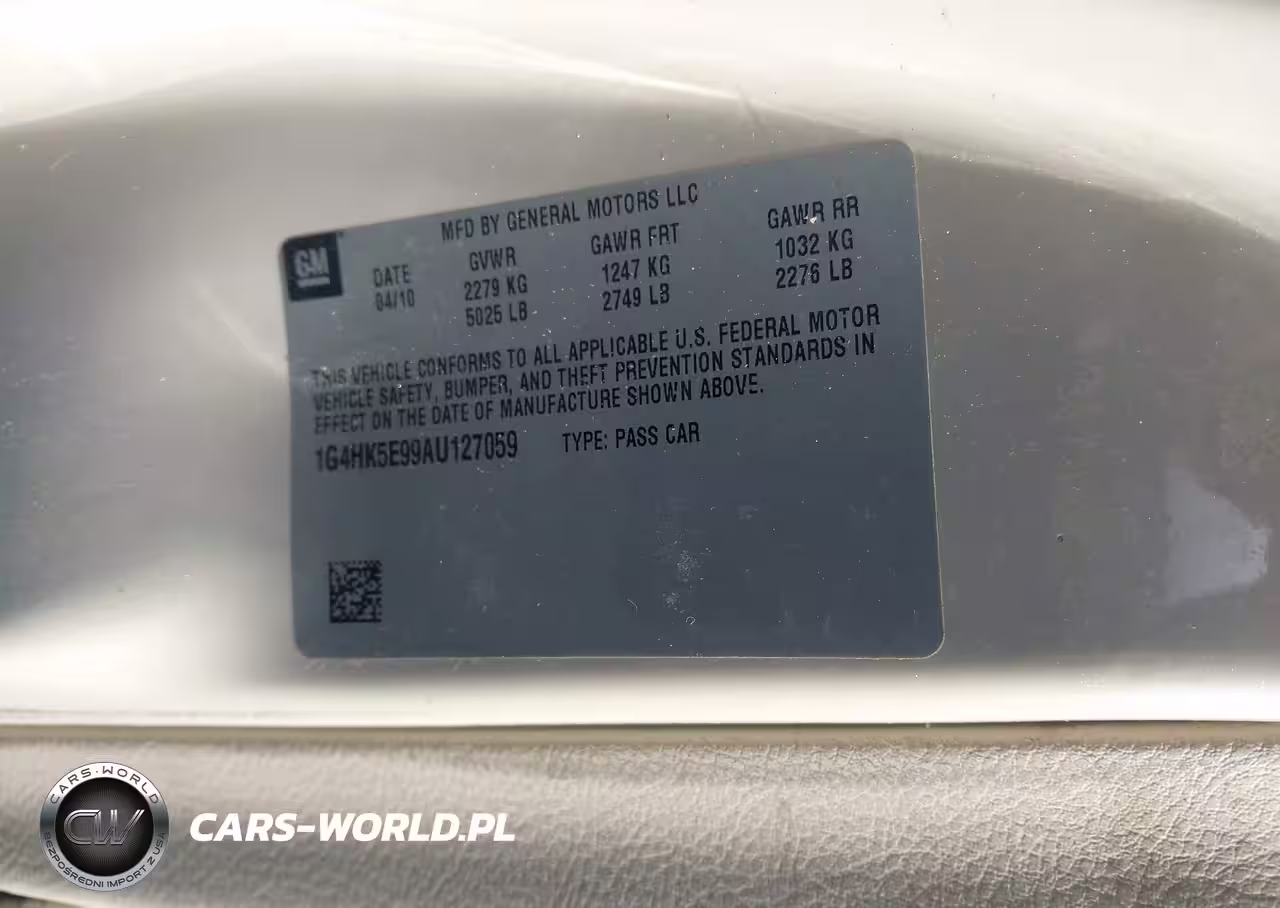 MFD BY GENERAL MOTORS LLC
GM
DATE
04/10
GVWR
2279 KG
5025 LB
GAWR FRT
1247 KG
2749 LB
GAWR RR
1032 KG
2276 LB
THIS VEHICLE CONFORMS TO ALL APPLICABLE U.S. FEDERAL MOTOR
VEHICLE SAFETY, BUMPER, AND THEFT PREVENTION STANDARDS IN
EFFECT ON THE DATE OF MANUFACTURE SHOWN ABOVE.
1G4HK5E99AU127059 TYPE: PASS CAR
CARS-WORLD
CW
BEZPOŚREDNI IMPORT Z USA
CARS-WORLD.PL